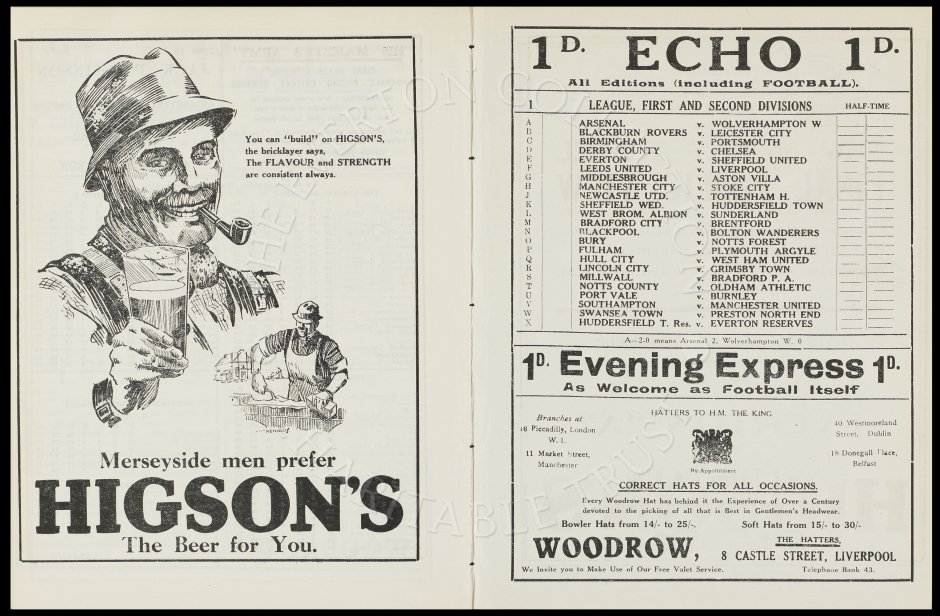 You can "build" on HIGSON'S,
the bricklayer says,
The FLAVOUR and STRENGTH
are consistent always.
Merseyside men prefer
HIGSON'S
The Beer for You.
1D. ECHO 1D.
All Editions (including FOOTBALL).
1 LEAGUE, FIRST AND SECOND DIVISIONS HALF-TIME
A ARSENAL v. WOLVERHAMPTON W
B BLACKBURN ROVERS v. LEICESTER CITY
C BIRMINGHAM v. PORTSMOUTH
D DERBY COUNTY v. CHELSEA
E EVERTON v. SHEFFIELD UNITED
F LEEDS UNITED v. LIVERPOOL
G MIDDLESBROUGH v. ASTON VILLA
H MANCHESTER CITY v. STOKE CITY
J NEWCASTLE UTD. v. TOTTENHAM H.
K SHEFFIELD WED. v. HUDDERSFIELD TOWN
L WEST BROM. ALBION v. SUNDERLAND
M BRADFORD CITY v. BRENTFORD
N BLACKPOOL v. BOLTON WANDERERS
O BURY v. NOTTS FOREST
P FULHAM v. PLYMOUTH ARGYLE
Q HULL CITY v. WEST HAM UNITED
R LINCOLN CITY v. GRIMSBY TOWN
S MILLWALL v. BRADFORD P. A.
T NOTTS COUNTY v. OLDHAM ATHLETIC
U PORT VALE v. BURNLEY
V SOUTHAMPTON v. MANCHESTER UNITED
W SWANSEA TOWN v. PRESTON NORTH END
X HUDDERSFIELD T. Res. v. EVERTON RESERVES
A—2-0 means Arsenal 2, Wolverhampton W. 0
1D. Evening Express 1D.
As Welcome as Football Itself
HATTERS TO H.M. THE KING
Branches at
46 Piccadilly, London
W.1.
11 Market Street,
Manchester
By Appointment
40 Westmoreland
Street, Dublin
18 Donegall Place,
Belfast
CORRECT HATS FOR ALL OCCASIONS.
Every Woodrow Hat has behind it the Experience of Over a Century
devoted to the picking of all that is Best in Gentlemen's Headwear.
Bowler Hats from 14/- to 25/-. Soft Hats from 15/- to 30/-
WOODROW, THE HATTERS,
8 CASTLE STREET, LIVERPOOL
We Invite you to Make Use of Our Free Valet Service. Telephone Bank 43.